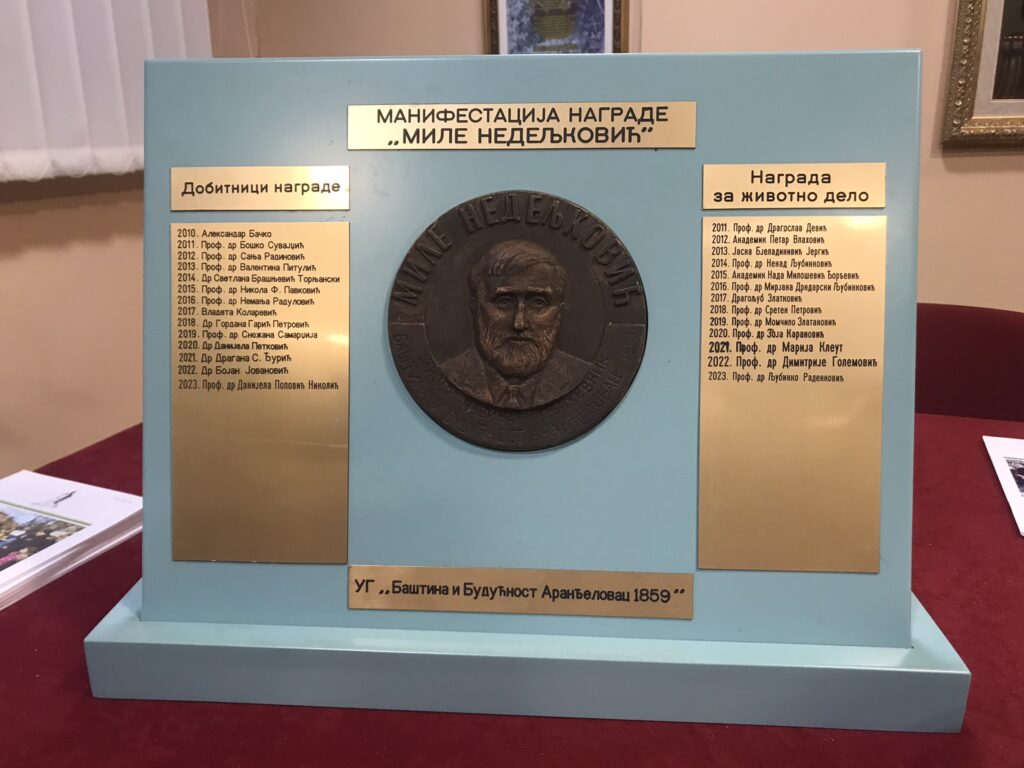 МАНИФЕСТАЦИЈА НАГРАДЕ
„МИЛЕ НЕДЕЉКОВИЋ"
Добитници награде
2010. Александар Бачко
2011. Проф. др Бошко Сувајџић
2012. Проф. др Сања Радиновић
2013. Проф. др Валентина Питулић
2014. Др Светлана Брашњевић Торњански
2015. Проф. др Никола Ф. Павковић
2016. Проф. др Немања Радуловић
2017. Владета Коларевић
2018. Др Гордана Гарић Петровић
2019. Проф. др Снежана Самарџија
2020. Др Данијела Петковић
2021. Др Драгана С. Ђурић
2022. Др Бојан Јовановић
2023. Проф. др Данијела Поповић Николић
МИЛЕ НЕДЕЉКОВИЋ
Награда
за животно дело
2011. Проф. др Драгослав Девић
2012. Академик Петар Влаховић
2013. Јасна Бјеладинивић Јергић
2014. Проф. др Ненад Љубинковић
2015. Академик Нада Милошевић Ђорђевић
2016. Проф. др Мирјана Дрндарски Љубинковић
2017. Драгољуб Златковић
2018. Проф. др Сретен Петровић
2019. Проф. др Момчило Златановић
2020. Проф. др Зоја Карановић
2021. Проф. др Марија Клеут
2022. Проф. др Димитрије Големовић
2023. Проф. др Љубинко Раденковић
УГ „Баштина и Будућност Аранђеловац 1859"